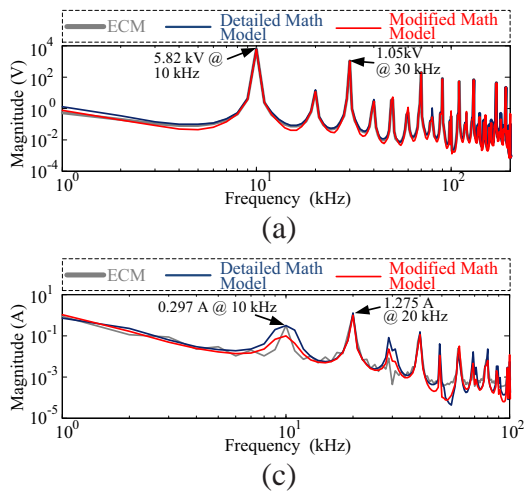 (a)
ECM
Detailed Math
Model
Modified Math
Model
Magnitude (V)
10^4
10^2
10^0
10^-2
10^-4
5.82 kV @
10 kHz
1.05kV
@ 30 kHz
10^0
10^1
10^2
Frequency (kHz)
(a)
ECM
Detailed Math
Model
Modified Math
Model
Magnitude (A)
10^1
10^-1
10^-3
10^-5
0.297 A @ 10 kHz
1.275 A
@ 20 kHz
10^0
10^1
10^2
Frequency (kHz)
(c)